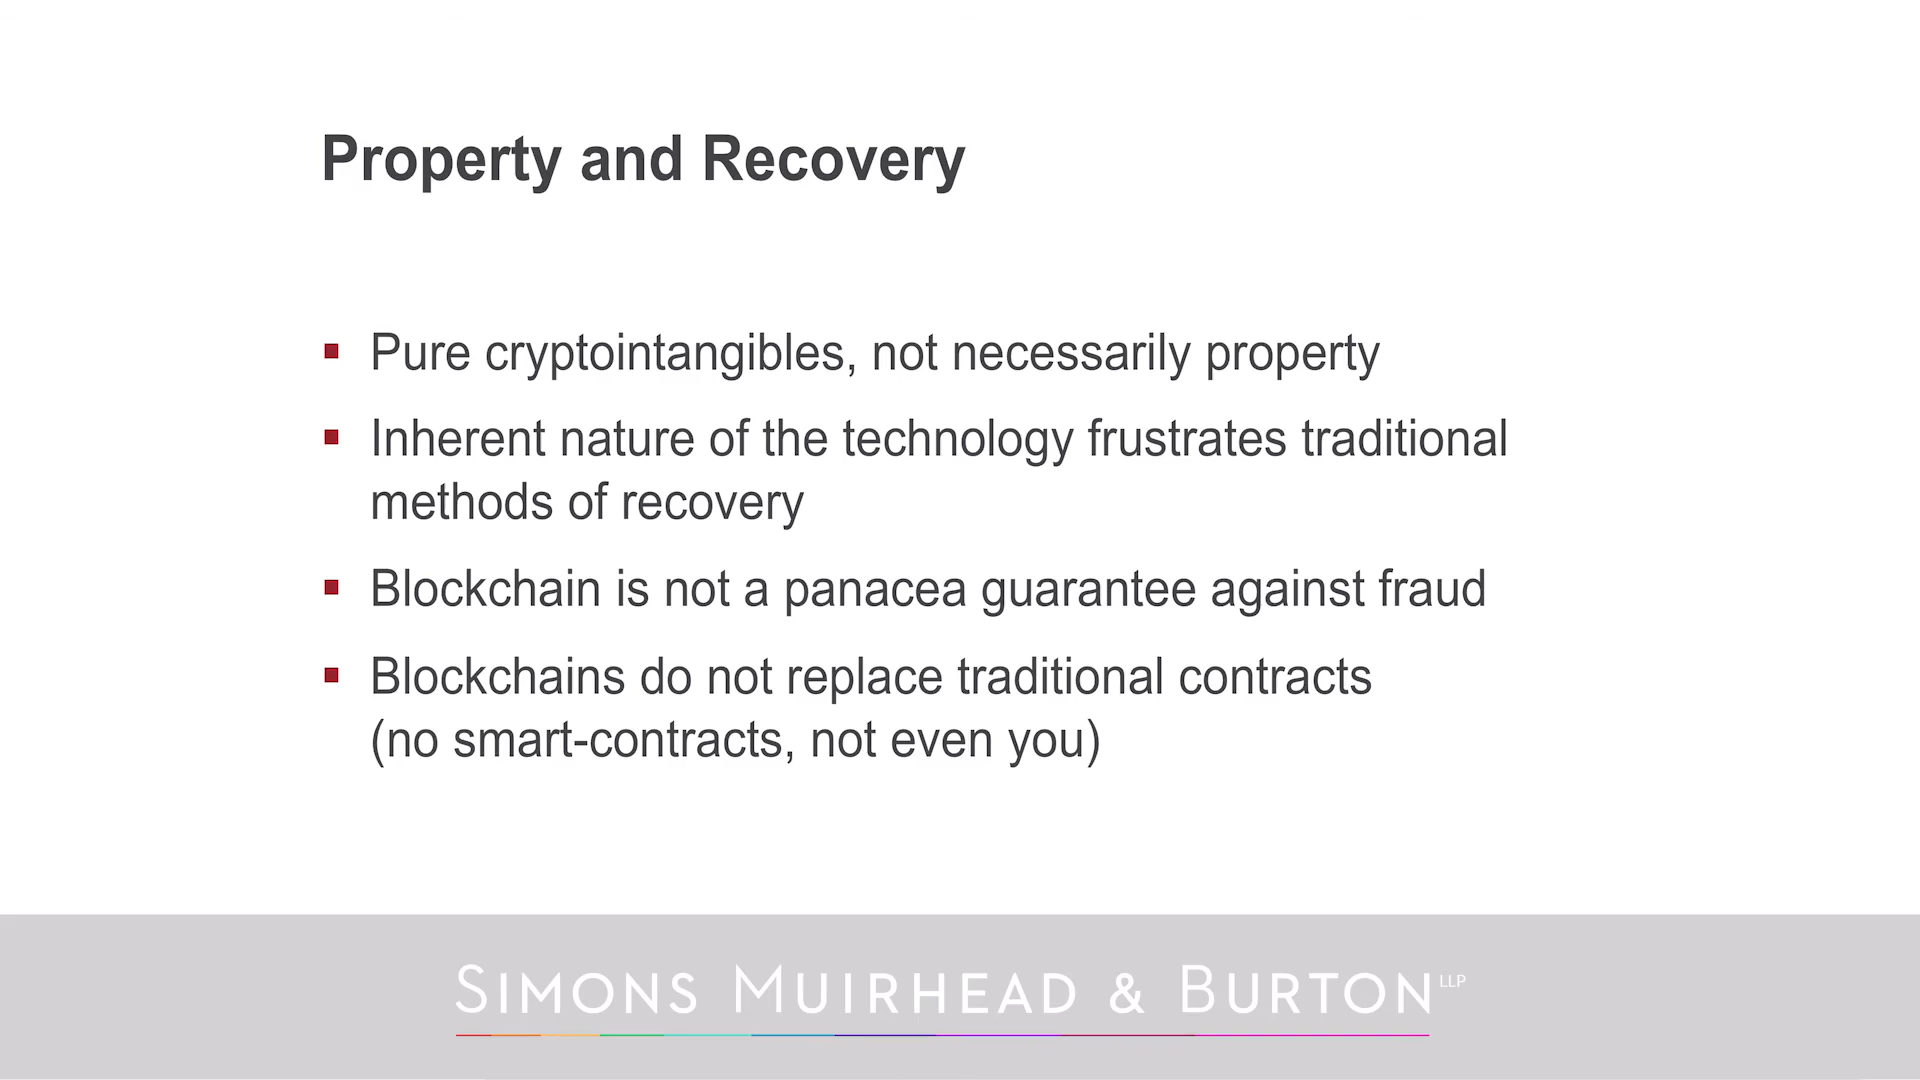 Property and Recovery
Pure cryptointangibles, not necessarily property
Inherent nature of the technology frustrates traditional
methods of recovery
Blockchain is not a panacea guarantee against fraud
Blockchains do not replace traditional contracts
(no smart-contracts, not even you)
SIMONS MUIRHEAD & BURTON LLP